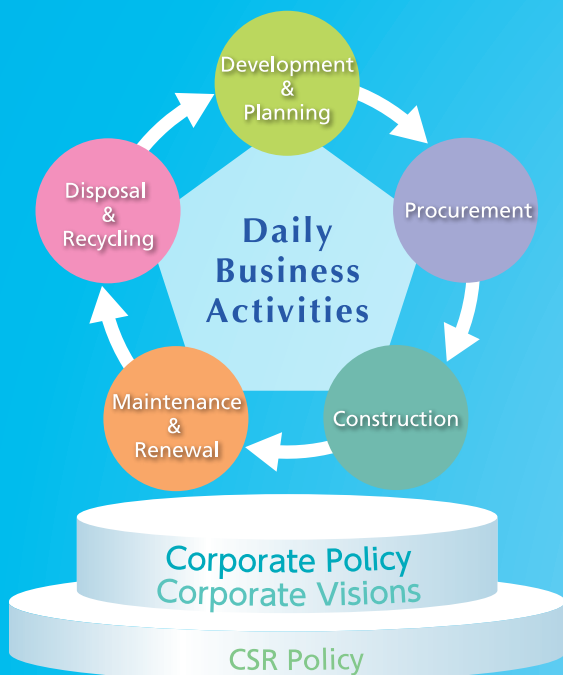 Development
&
Planning
Procurement
Construction
Maintenance
&
Renewal
Disposal
&
Recycling
Daily
Business
Activities
Corporate Policy
Corporate Visions
CSR Policy